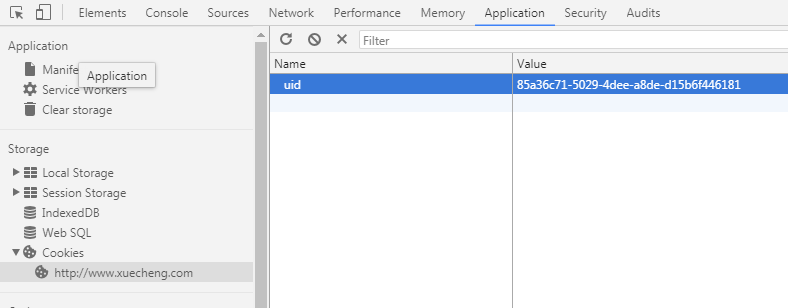 Elements Console Sources Network Performance Memory Application Security Audits
Application
Filter
Name Value
Application
uid 85a36c71-5029-4dee-a8de-d15b6f446181
Service Workers
Clear storage
Storage
Local Storage
Session Storage
IndexedDB
Web SQL
Cookies
http://www.xuecheng.com